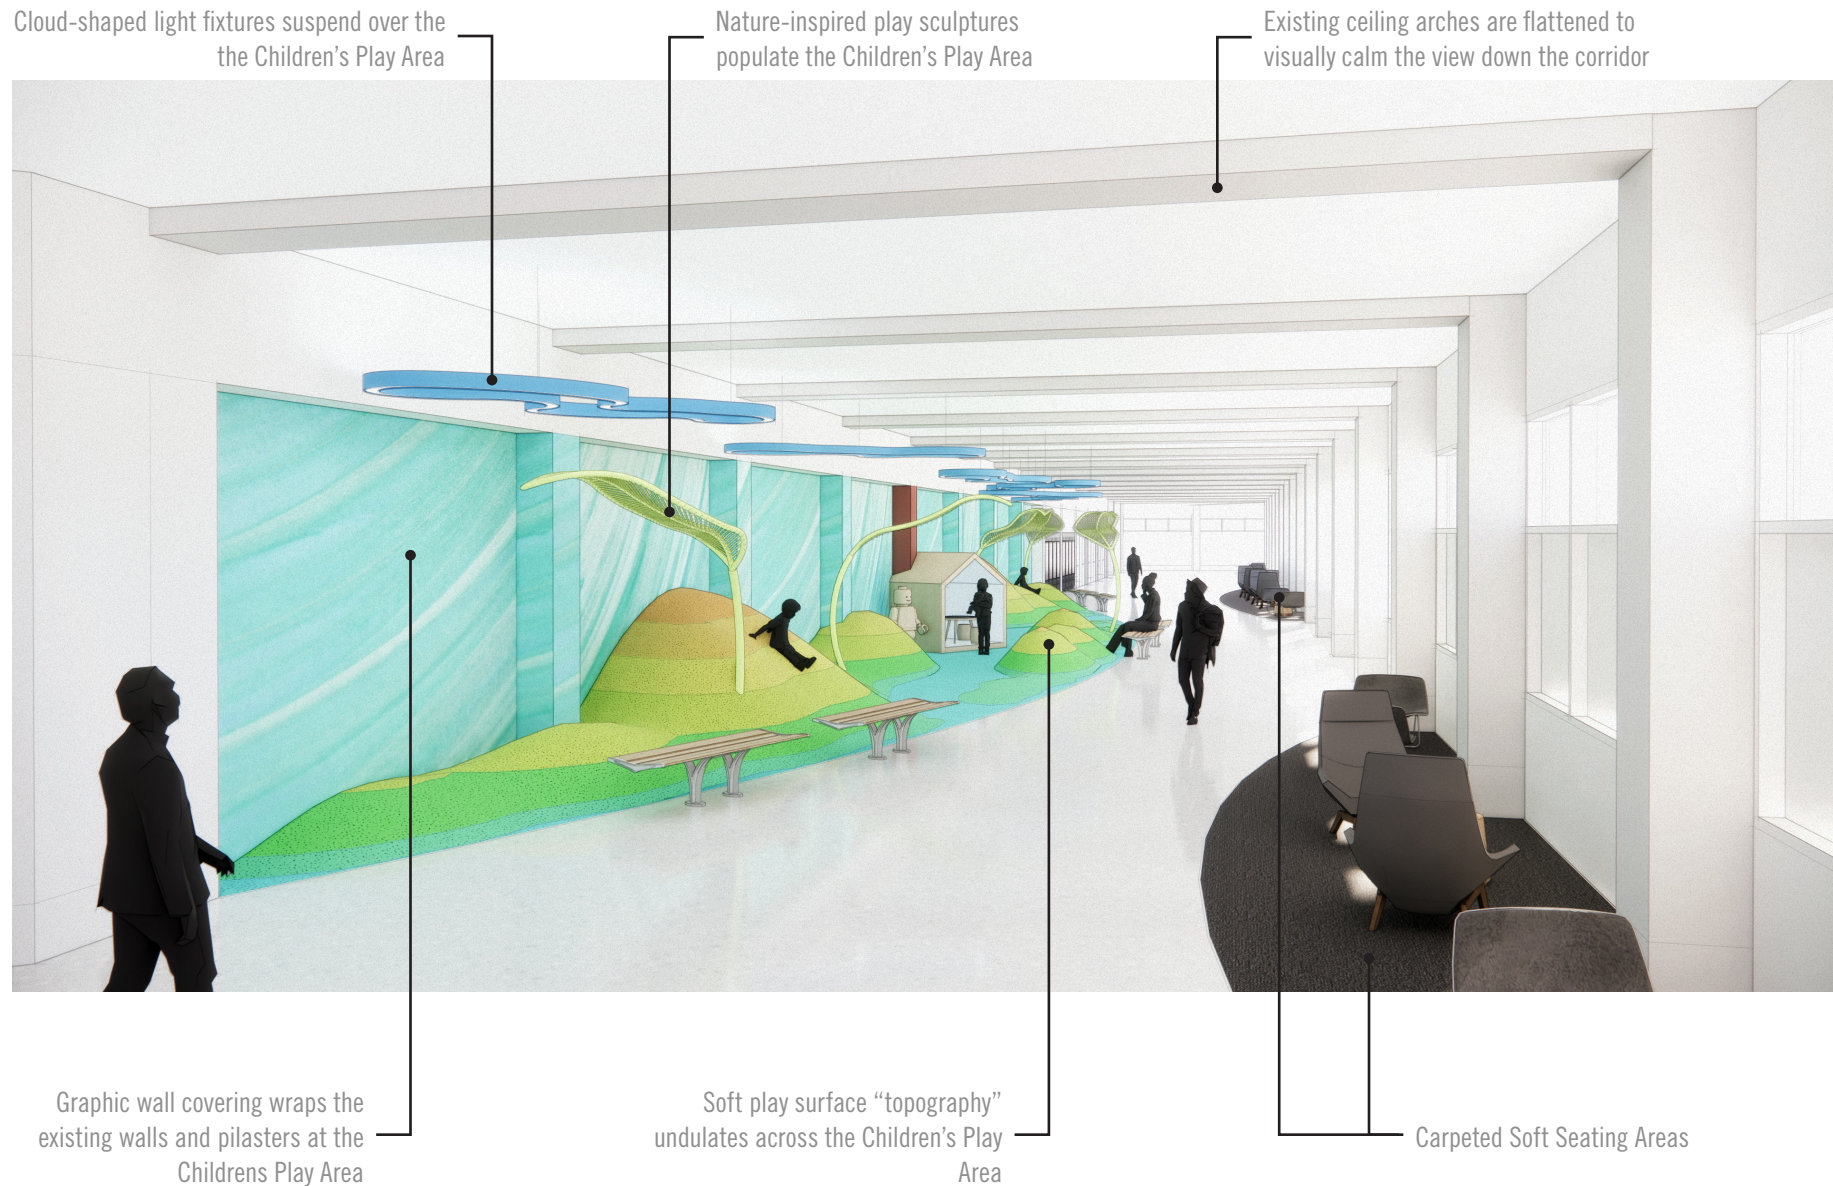 Cloud-shaped light fixtures suspend over the
the Children’s Play Area
Nature-inspired play sculptures
populate the Children’s Play Area
Existing ceiling arches are flattened to
visually calm the view down the corridor
Graphic wall covering wraps the
existing walls and pilasters at the
Childrens Play Area
Soft play surface “topography”
undulates across the Children’s Play
Area
Carpeted Soft Seating Areas